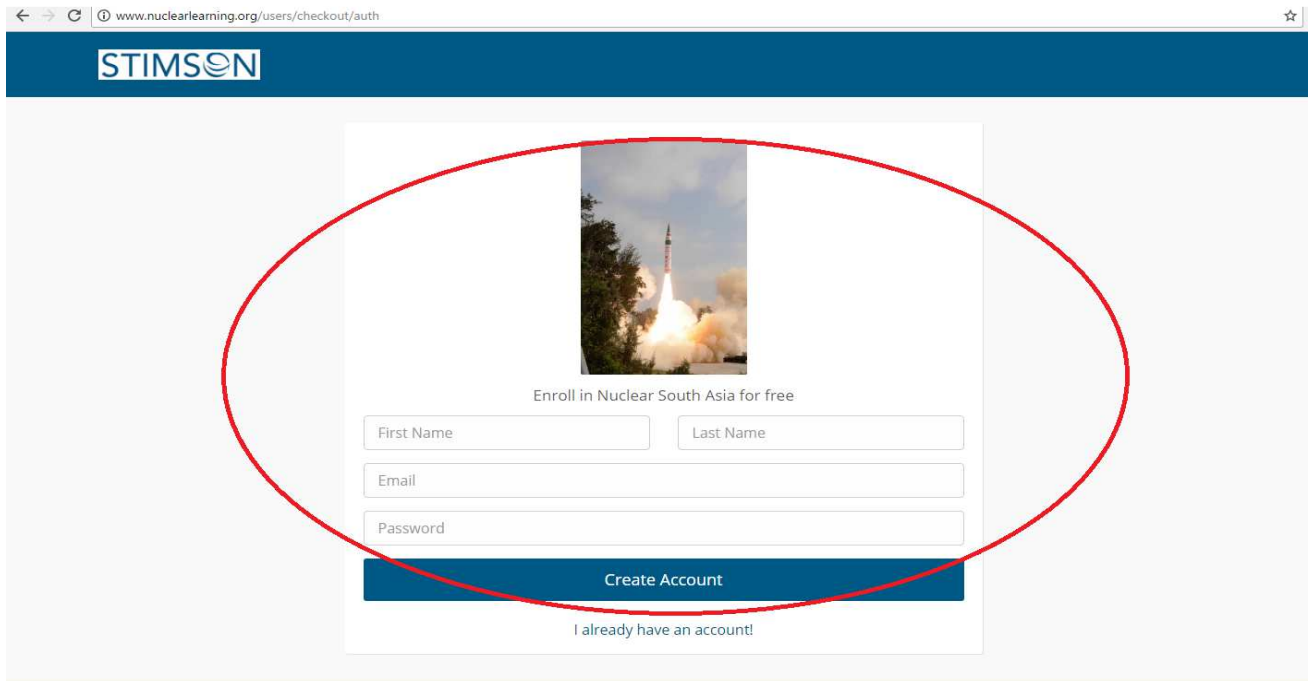 www.nuclearlearning.org/users/checkout/auth
STIMSON
Enroll in Nuclear South Asia for free
First Name Last Name
Email
Password
Create Account
I already have an account!